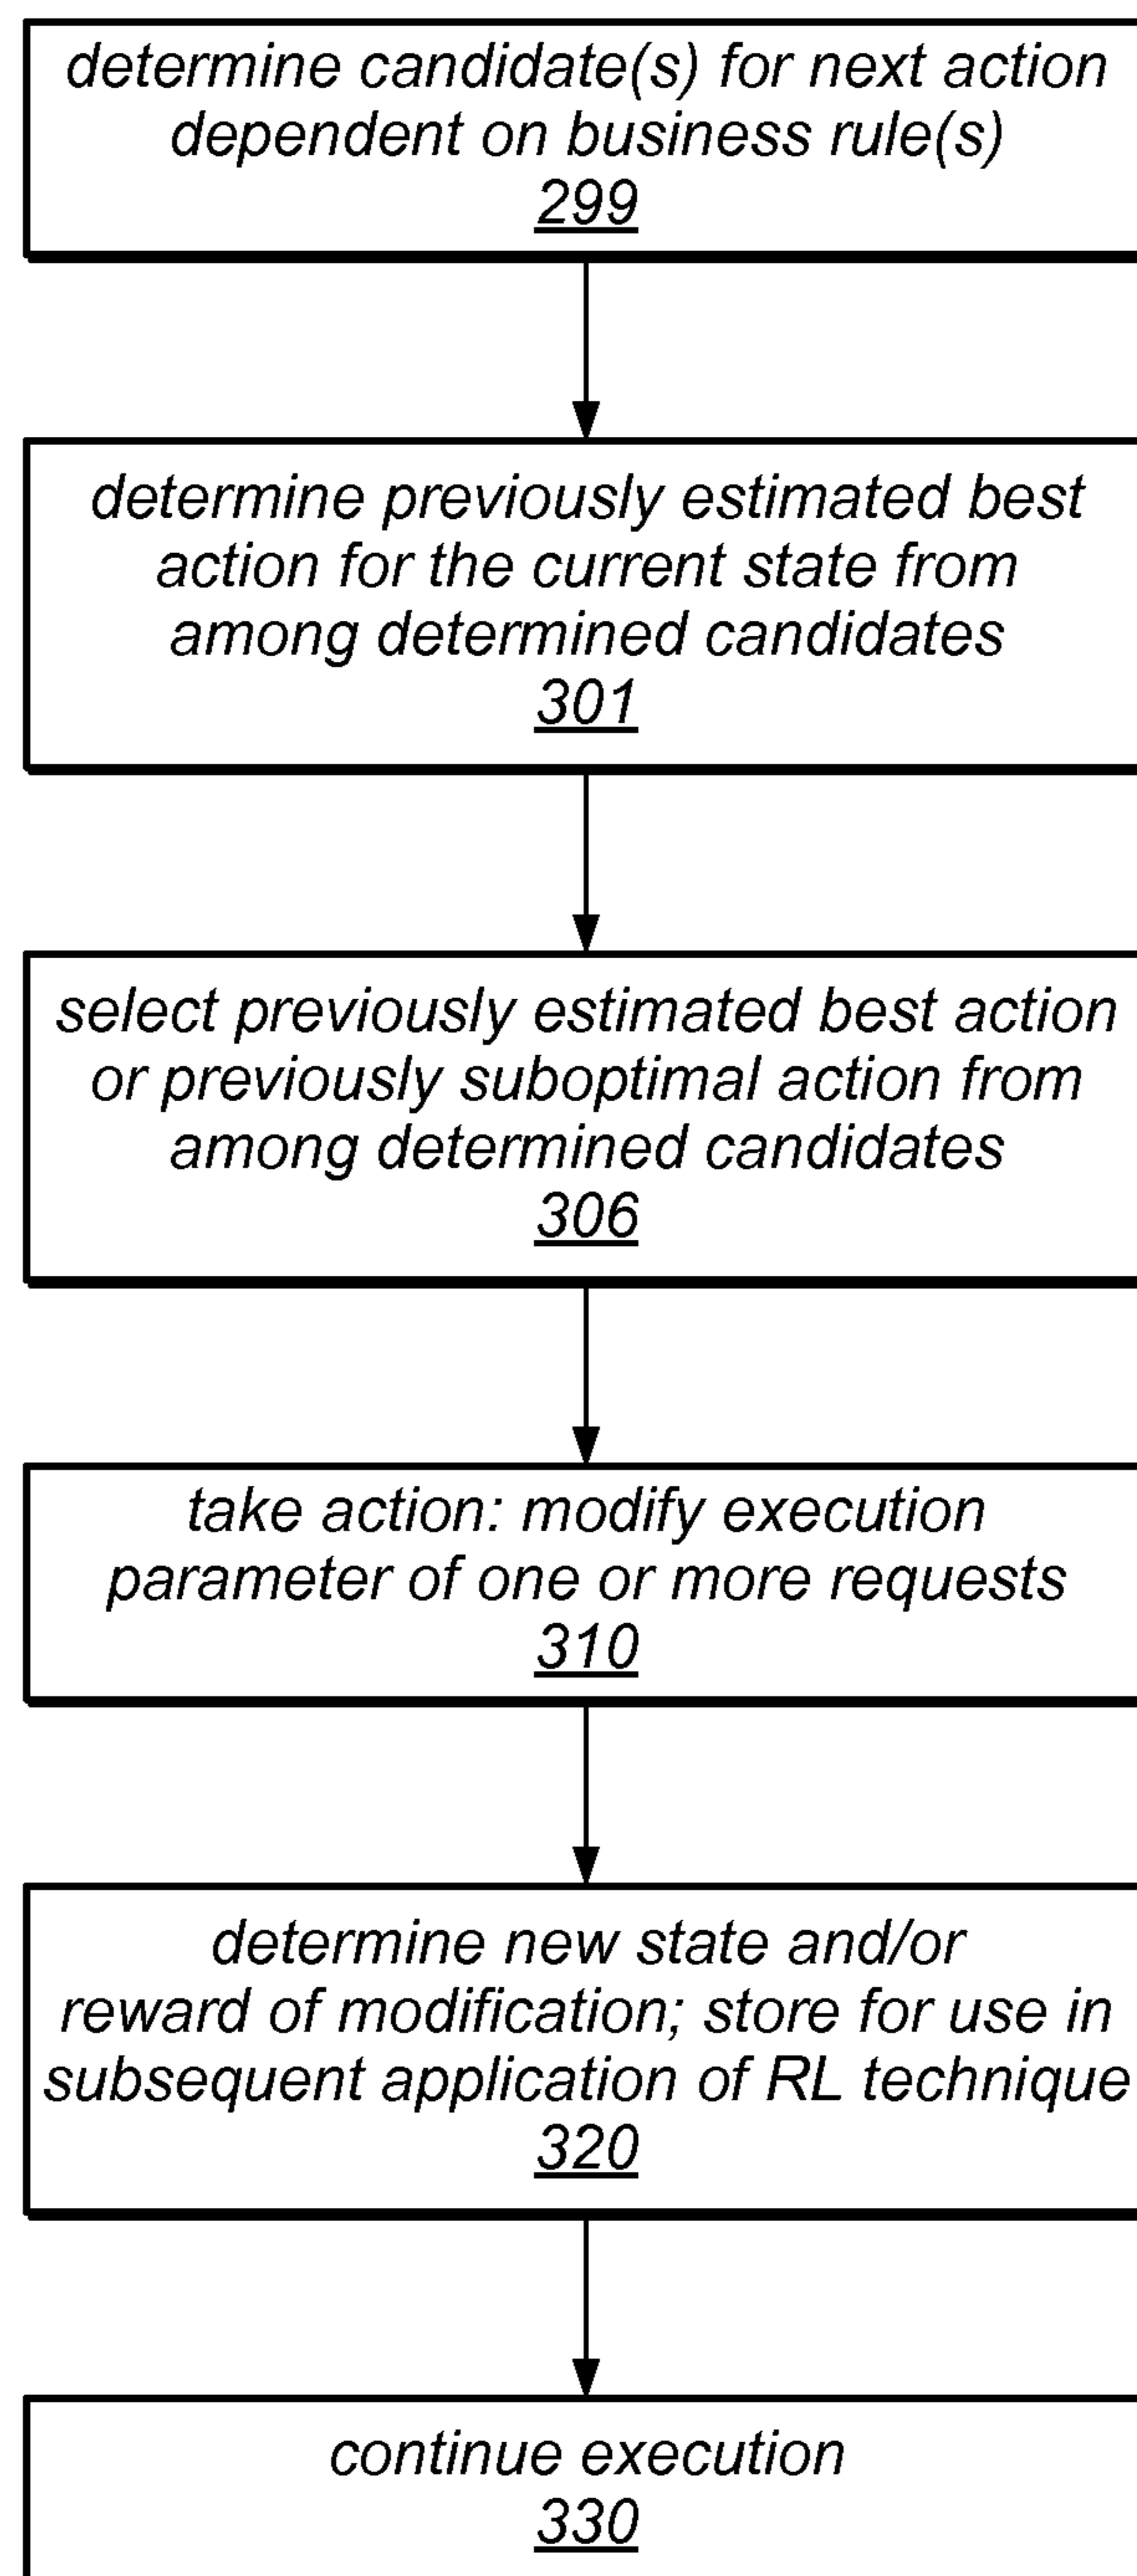 determine candidate(s) for next action
dependent on business rule(s)
299
determine previously estimated best
action for the current state from
among determined candidates
301
select previously estimated best action
or previously suboptimal action from
among determined candidates
306
take action: modify execution
parameter of one or more requests
310
determine new state and/or
reward of modification; store for use in
subsequent application of RL technique
320
continue execution
330